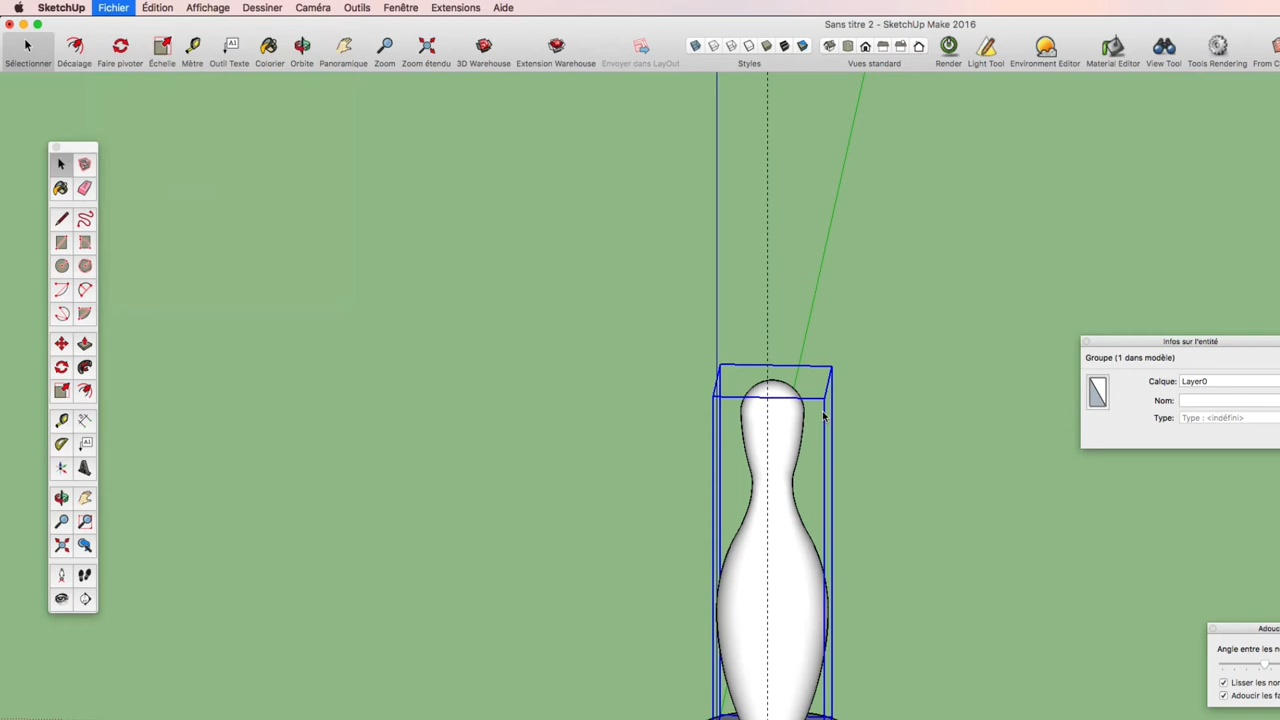 SketchUp Fichier Édition Affichage Dessiner Caméra Outils Fenêtre Extensions Aide
Sans titre 2 - SketchUp Make 2016
Sélectionner Décalage Faire pivoter Échelle Mètre Outil Texte Colorier Orbite Panoramique Zoom Zoom étendu 3D Warehouse Extension Warehouse Envoyer dans LayOut Styles Vues standard Render Light Tool Environment Editor Material Editor View Tool Tools Rendering From C
Infos sur l'entité
Groupe (1 dans modèle)
Calque: Layer0
Nom:
Type: Type : <indéfini>
Adouc
Angle entre les no
Lisser les nor
Adoucir les fa